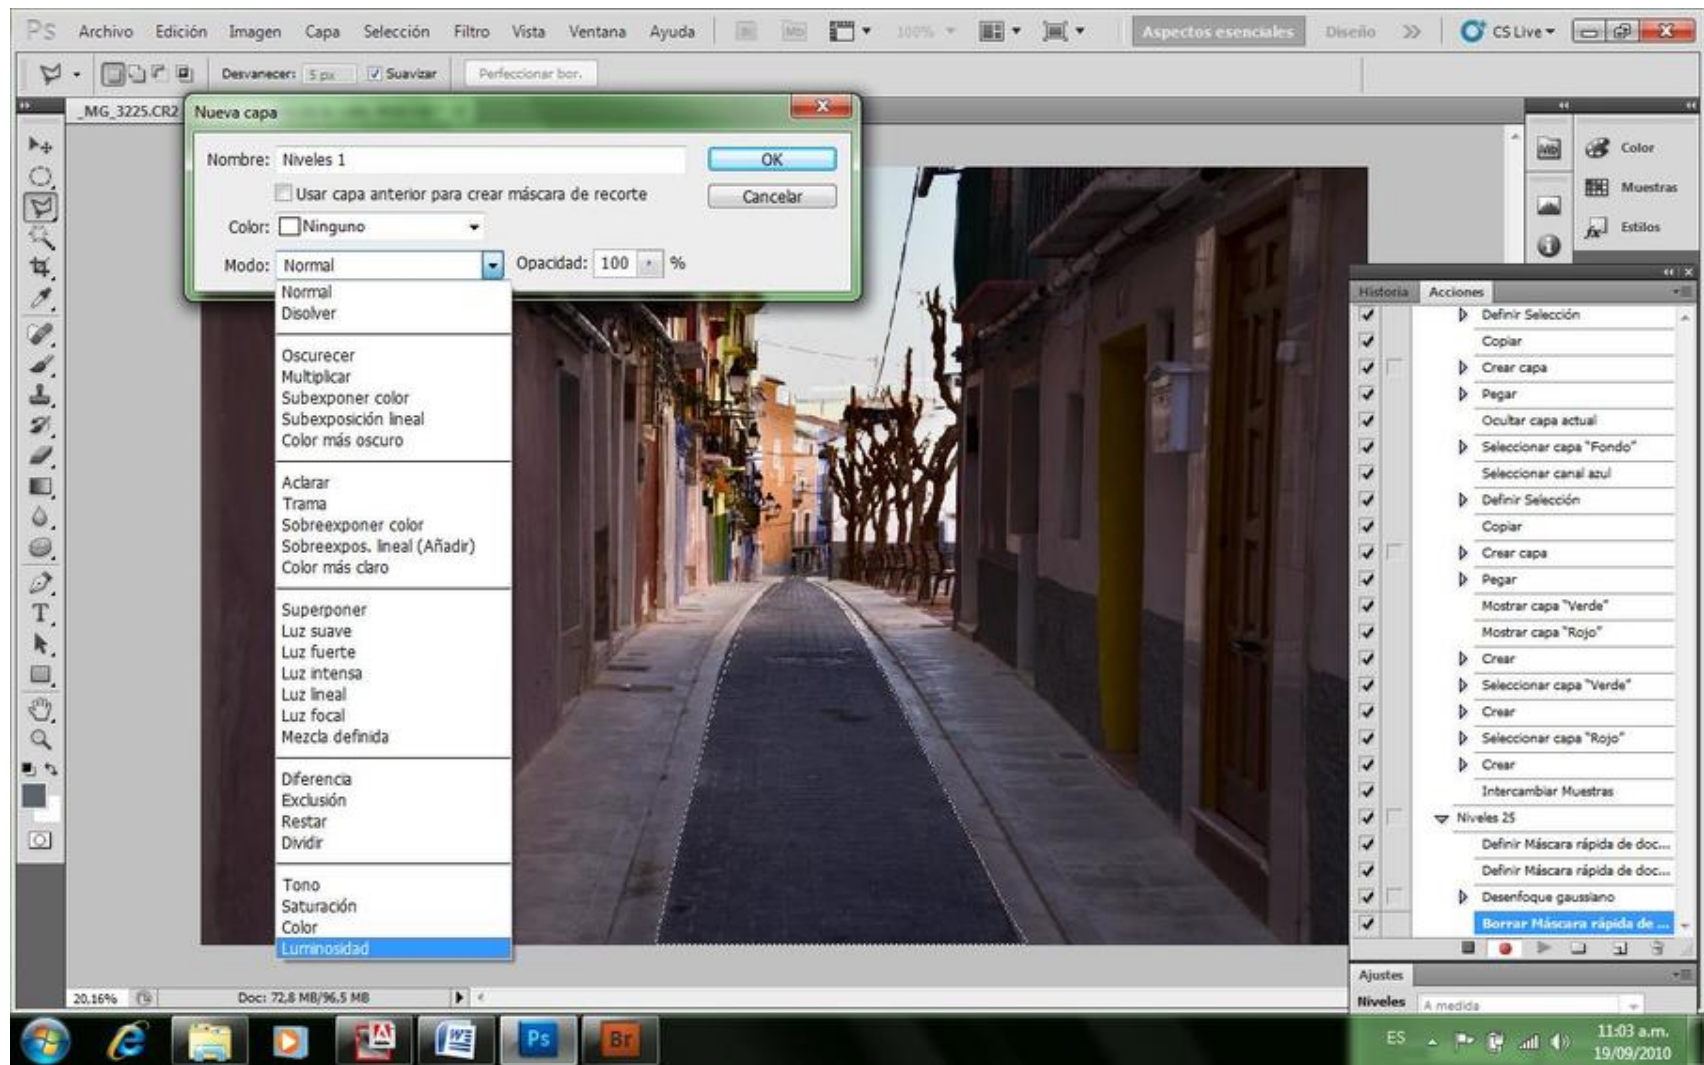 Ps Archivo Edición Imagen Capa Selección Filtro Vista Ventana Ayuda Br Mb 100% Aspectos esenciales Diseño >> CS Live
Desvanecer: 5 px Suavizar Perfeccionar bor.
_MG_3225.CR2
Nueva capa
Nombre: Niveles 1
OK
Usar capa anterior para crear máscara de recorte
Cancelar
Color: Ninguno
Modo: Normal Opacidad: 100 %
Normal
Disolver
Oscurecer
Multiplicar
Subexponer color
Subexposición lineal
Color más oscuro
Aclarar
Trama
Sobreexponer color
Sobreexpos. lineal (Añadir)
Color más claro
Superponer
Luz suave
Luz fuerte
Luz intensa
Luz lineal
Luz focal
Mezcla definida
Diferencia
Exclusión
Restar
Dividir
Tono
Saturación
Color
Luminosidad
Mb Color
Muestras
Estilos
Historia Acciones
Definir Selección
Copiar
Crear capa
Pegar
Ocultar capa actual
Seleccionar capa "Fondo"
Seleccionar canal azul
Definir Selección
Copiar
Crear capa
Pegar
Mostrar capa "Verde"
Mostrar capa "Rojo"
Crear
Seleccionar capa "Verde"
Crear
Seleccionar capa "Rojo"
Crear
Intercambiar Muestras
Niveles 25
Definir Máscara rápida de doc...
Definir Máscara rápida de doc...
Desenfoque gaussiano
Borrar Máscara rápida de ...
Ajustes
Niveles A medida
20,16% Doc: 72,8 MB/96,5 MB
Ps Br
ES
11:03 a.m.
19/09/2010